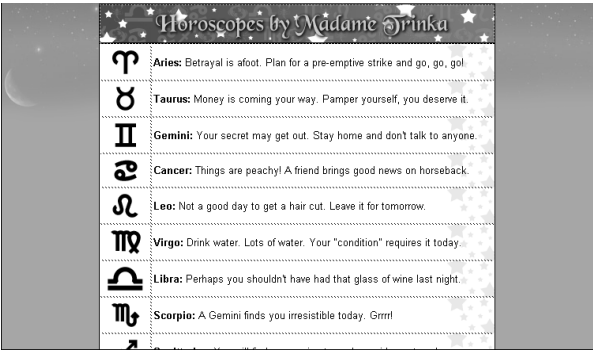 Horoscopes by Madame Trinka
Aries: Betrayal is afoot. Plan for a pre-emptive strike and go, go, go!
Taurus: Money is coming your way. Pamper yourself, you deserve it.
Gemini: Your secret may get out. Stay home and don't talk to anyone.
Cancer: Things are peachy! A friend brings good news on horseback.
Leo: Not a good day to get a hair cut. Leave it for tomorrow.
Virgo: Drink water. Lots of water. Your "condition" requires it today.
Libra: Perhaps you shouldn't have had that glass of wine last night.
Scorpio: A Gemini finds you irresistible today. Grrrr!